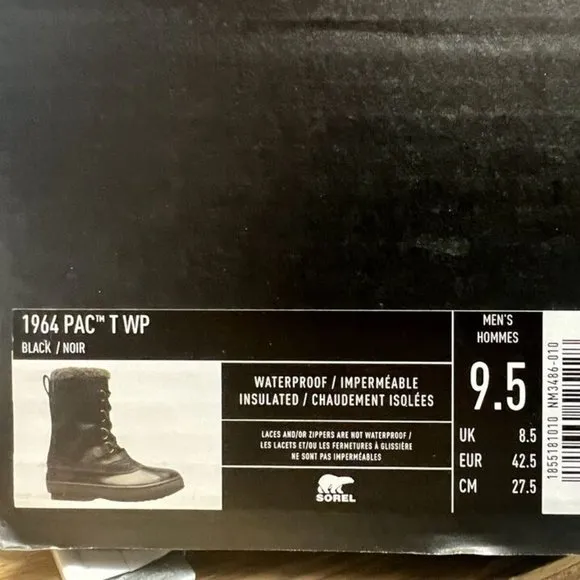 1964 PAC™ T WP
BLACK / NOIR
WATERPROOF / IMPERMÉABLE
INSULATED / CHAUDEMENT ISOLÉES
LACES AND/OR ZIPPERS ARE NOT WATERPROOF /
LES LACETS ET/OU LES FERMETURES À GLISSIÈRE
NE SONT PAS IMPERMÉABLES
SOREL
MEN'S
HOMMES
9.5
UK 8.5
EUR 42.5
CM 27.5
1855181010 NM3486-010